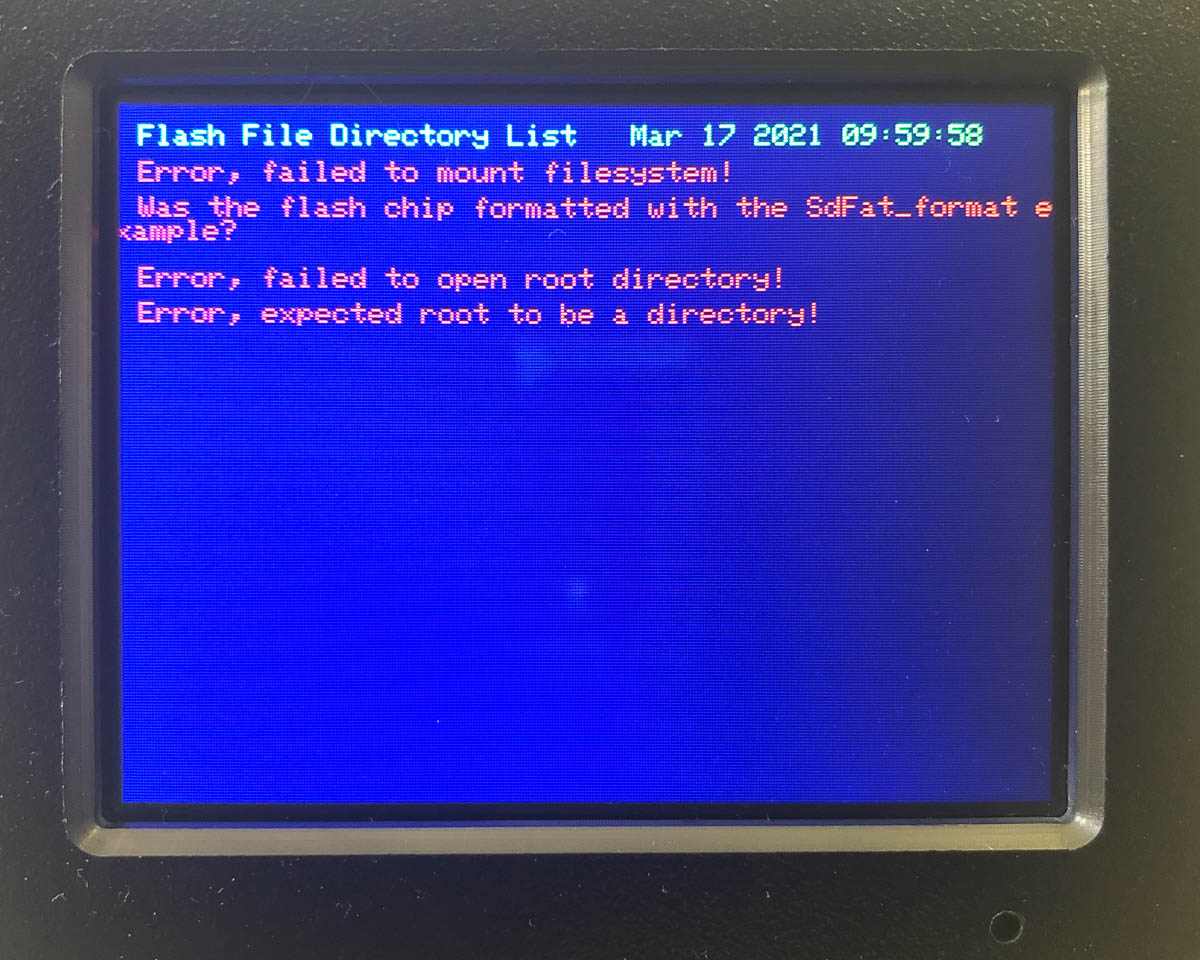 Flash File Directory List   Mar 17 2021 09:59:58
Error, failed to mount filesystem!
Was the flash chip formatted with the SdFat_format e
xample?
Error, failed to open root directory!
Error, expected root to be a directory!